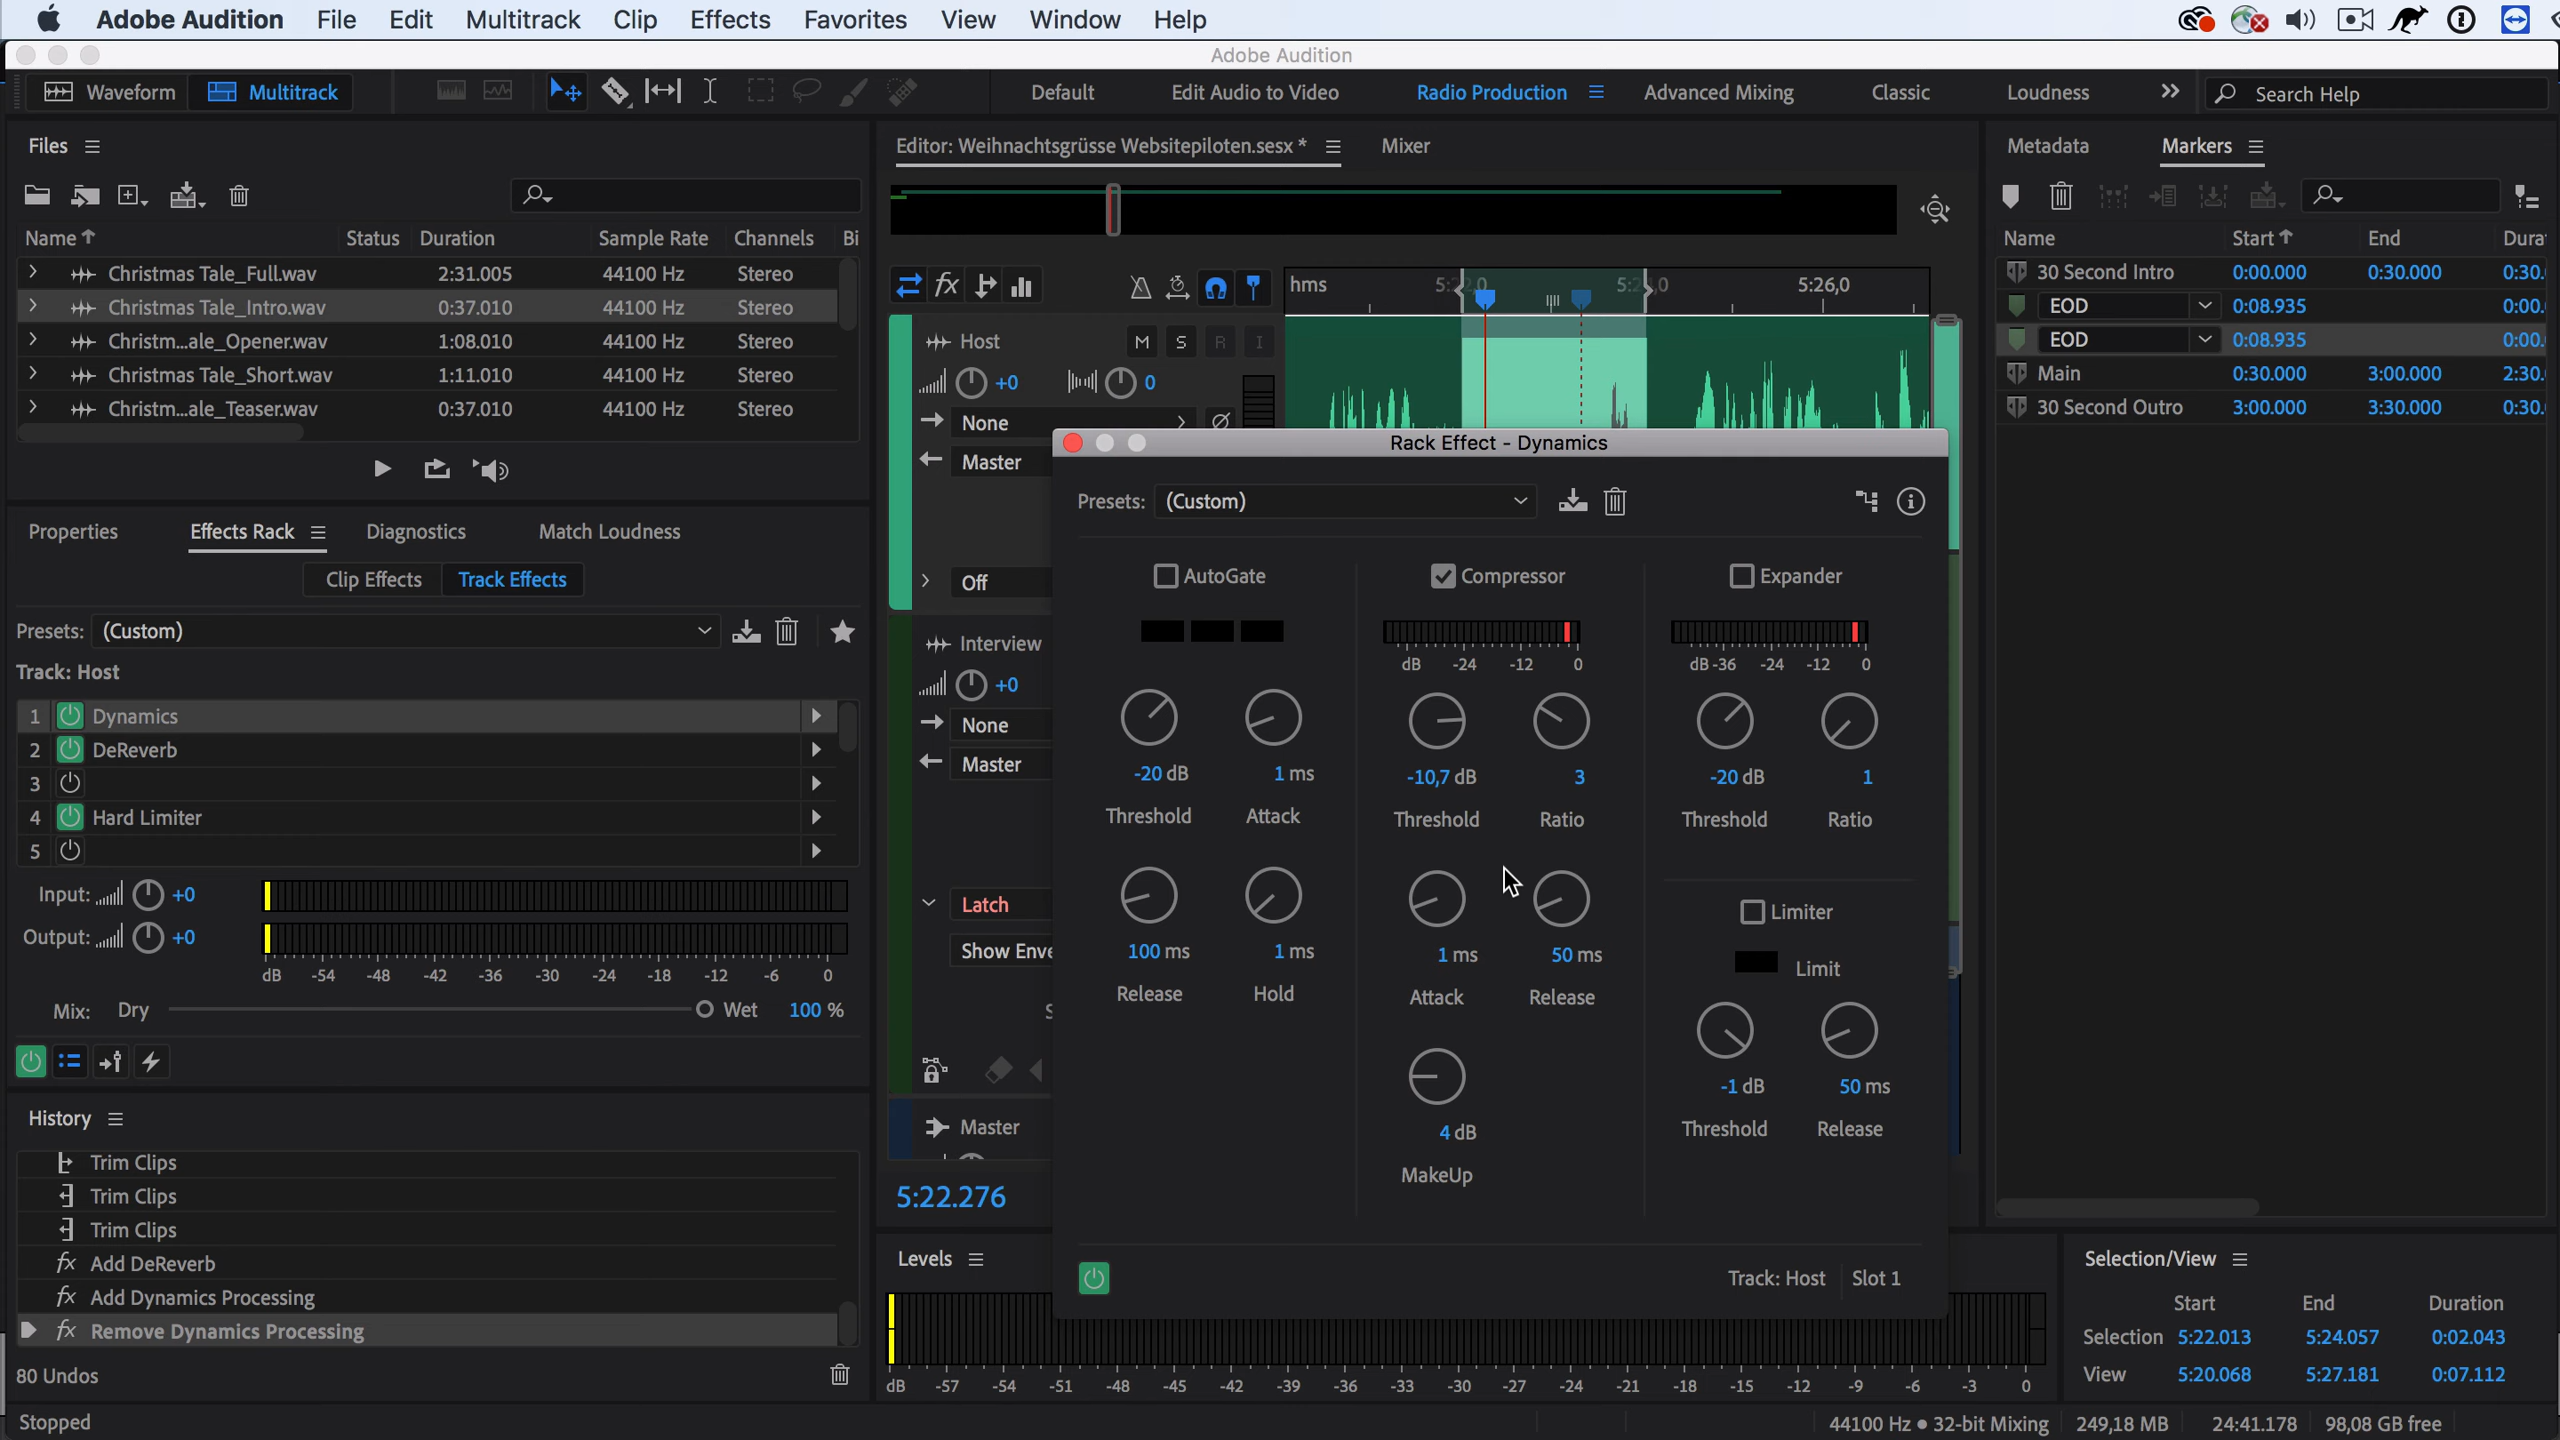 Adobe Audition File Edit Multitrack Clip Effects Favorites View Window Help
Adobe Audition
Waveform Multitrack Default Edit Audio to Video Radio Production Advanced Mixing Classic Loudness Search Help
Files
Name Status Duration Sample Rate Channels Bi
Christmas Tale_Full.wav 2:31.005 44100 Hz Stereo
Christmas Tale_Intro.wav 0:37.010 44100 Hz Stereo
Christm...ale_Opener.wav 1:08.010 44100 Hz Stereo
Christmas Tale_Short.wav 1:11.010 44100 Hz Stereo
Christm...ale_Teaser.wav 0:37.010 44100 Hz Stereo
Properties Effects Rack Diagnostics Match Loudness
Clip Effects Track Effects
Presets: (Custom)
Track: Host
1 Dynamics
2 DeReverb
3
4 Hard Limiter
5
Input: +0
Output: +0
dB -54 -48 -42 -36 -30 -24 -18 -12 -6 0
Mix: Dry Wet 100 %
History
Trim Clips
Trim Clips
Trim Clips
fx Add DeReverb
fx Add Dynamics Processing
fx Remove Dynamics Processing
80 Undos
Stopped
Editor: Weihnachtsgrüsse Websitepiloten.sesx * Mixer
fx
hms 5:26,0
Host M S R I
+0 0
None
Master
Off
Interview
+0
None
Master
Latch
Show Enve
S
Master
5:22.276
Rack Effect - Dynamics
Presets: (Custom)
AutoGate Compressor Expander
dB -24 -12 0 dB -36 -24 -12 0
-20 dB 1 ms -10,7 dB 3 -20 dB 1
Threshold Attack Threshold Ratio Threshold Ratio
Limiter
100 ms 1 ms 1 ms 50 ms Limit
Release Hold Attack Release
-1 dB 50 ms
4 dB Threshold Release
MakeUp
Track: Host Slot 1
Levels
dB -57 -54 -51 -48 -45 -42 -39 -36 -33 -30 -27 -24 -21 -18 -15 -12 -9 -6 -3 0
Metadata Markers
Name Start End Dura
30 Second Intro 0:00.000 0:30.000 0:30.
EOD 0:08.935 0:00.
EOD 0:08.935 0:00.
Main 0:30.000 3:00.000 2:30.
30 Second Outro 3:00.000 3:30.000 0:30.
Selection/View
Start End Duration
Selection 5:22.013 5:24.057 0:02.043
View 5:20.068 5:27.181 0:07.112
44100 Hz ● 32-bit Mixing 249,18 MB 24:41.178 98,08 GB free